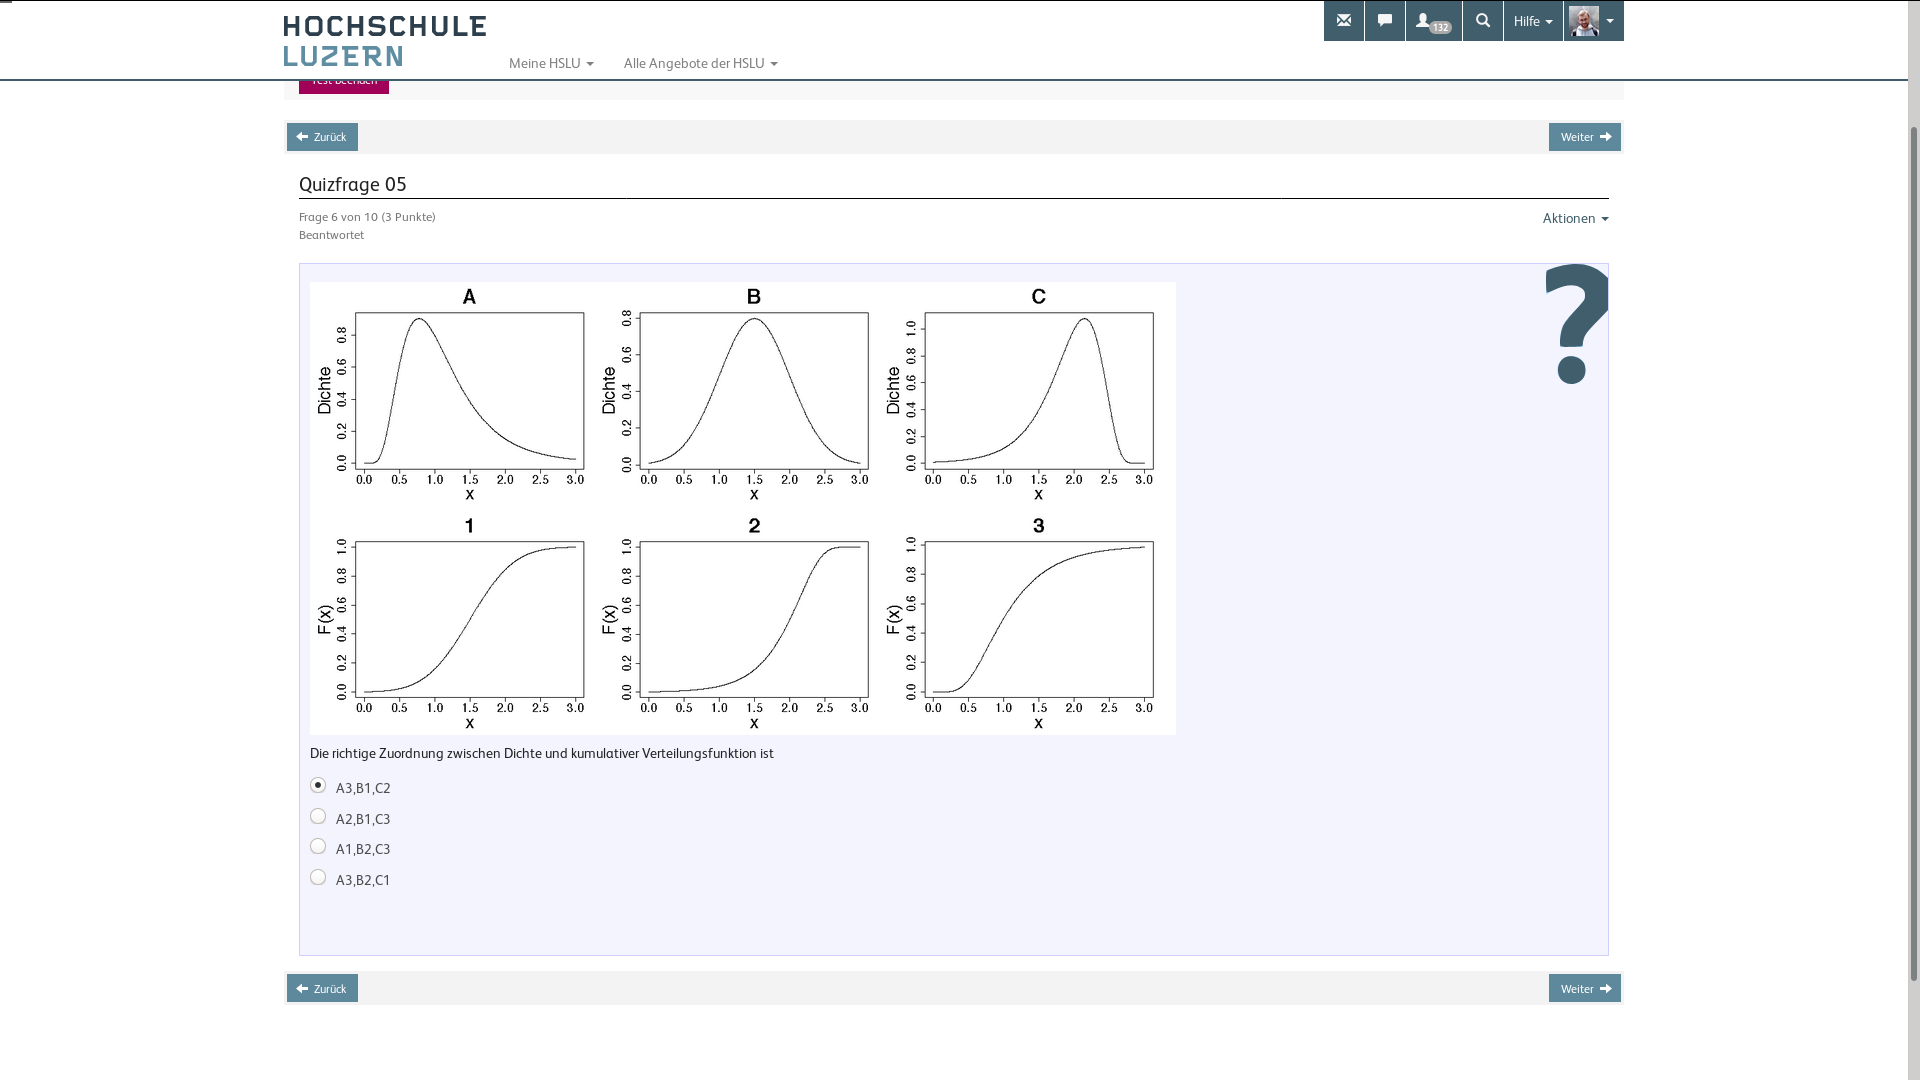 HOCHSCHULE
LUZERN
Meine HSLU
Alle Angebote der HSLU
132
Hilfe
Test beenden
Zurück
Weiter
Quizfrage 05
Frage 6 von 10 (3 Punkte)
Beantwortet
Aktionen
?
A
B
C
Dichte
0.0 0.2 0.4 0.6 0.8
0.0 0.5 1.0 1.5 2.0 2.5 3.0
x
Dichte
0.0 0.2 0.4 0.6 0.8
0.0 0.5 1.0 1.5 2.0 2.5 3.0
x
Dichte
0.0 0.2 0.4 0.6 0.8 1.0
0.0 0.5 1.0 1.5 2.0 2.5 3.0
x
1
2
3
F(x)
0.0 0.2 0.4 0.6 0.8 1.0
0.0 0.5 1.0 1.5 2.0 2.5 3.0
x
F(x)
0.0 0.2 0.4 0.6 0.8 1.0
0.0 0.5 1.0 1.5 2.0 2.5 3.0
x
F(x)
0.0 0.2 0.4 0.6 0.8 1.0
0.0 0.5 1.0 1.5 2.0 2.5 3.0
x
Die richtige Zuordnung zwischen Dichte und kumulativer Verteilungsfunktion ist
A3,B1,C2
A2,B1,C3
A1,B2,C3
A3,B2,C1
Zurück
Weiter